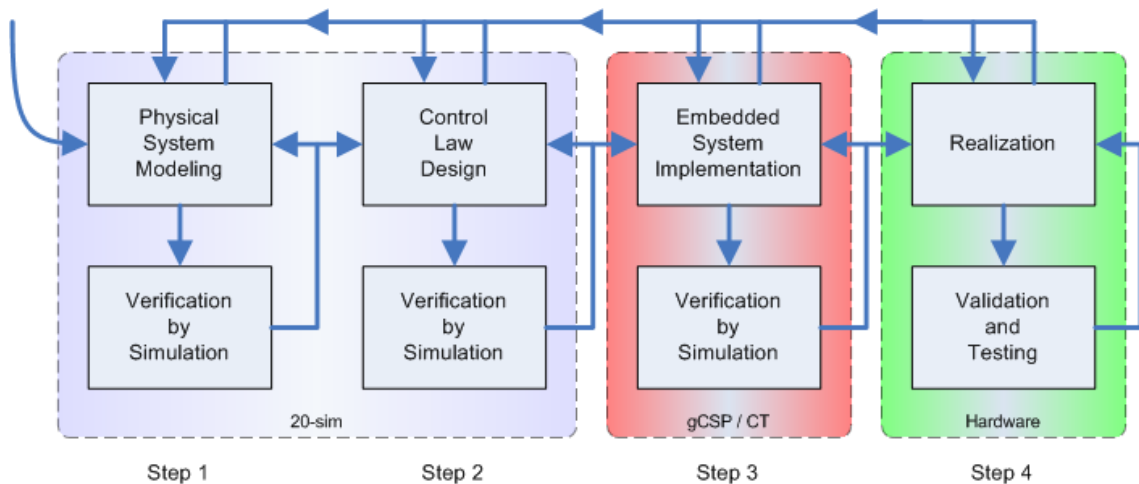 Physical
System
Modeling
Control
Law
Design
Embedded
System
Implementation
Realization
Verification
by
Simulation
Verification
by
Simulation
Verification
by
Simulation
Validation
and
Testing
20-sim
gCSP / CT
Hardware
Step 1
Step 2
Step 3
Step 4